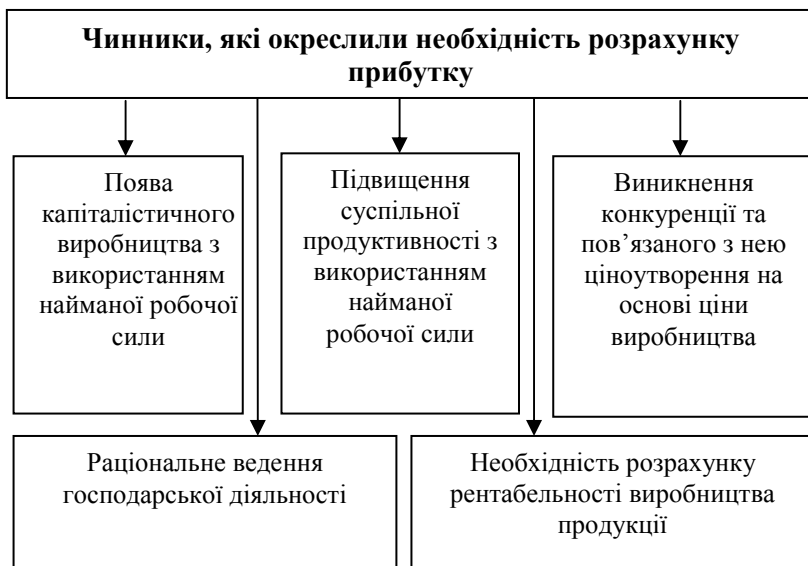 Чинники, які окреслили необхідність розрахунку
прибутку
Поява
капіталістичного
виробництва з
використанням
найманої робочої
сили
Підвищення
суспільної
продуктивності з
використанням
найманої
робочої сили
Виникнення
конкуренції та
пов’язаного з нею
ціноутворення на
основі ціни
виробництва
Раціональне ведення
господарської діяльності
Необхідність розрахунку
рентабельності виробництва
продукції